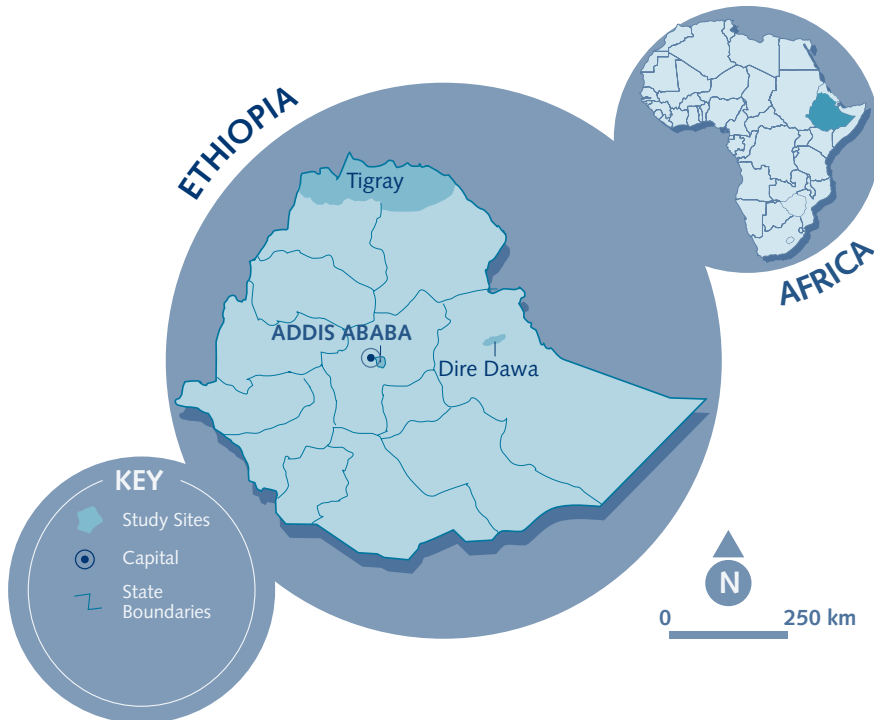 ETHIOPIA
AFRICA
Tigray
ADDIS ABABA
Dire Dawa
KEY
Study Sites
Capital
State
Boundaries
N
0 250 km